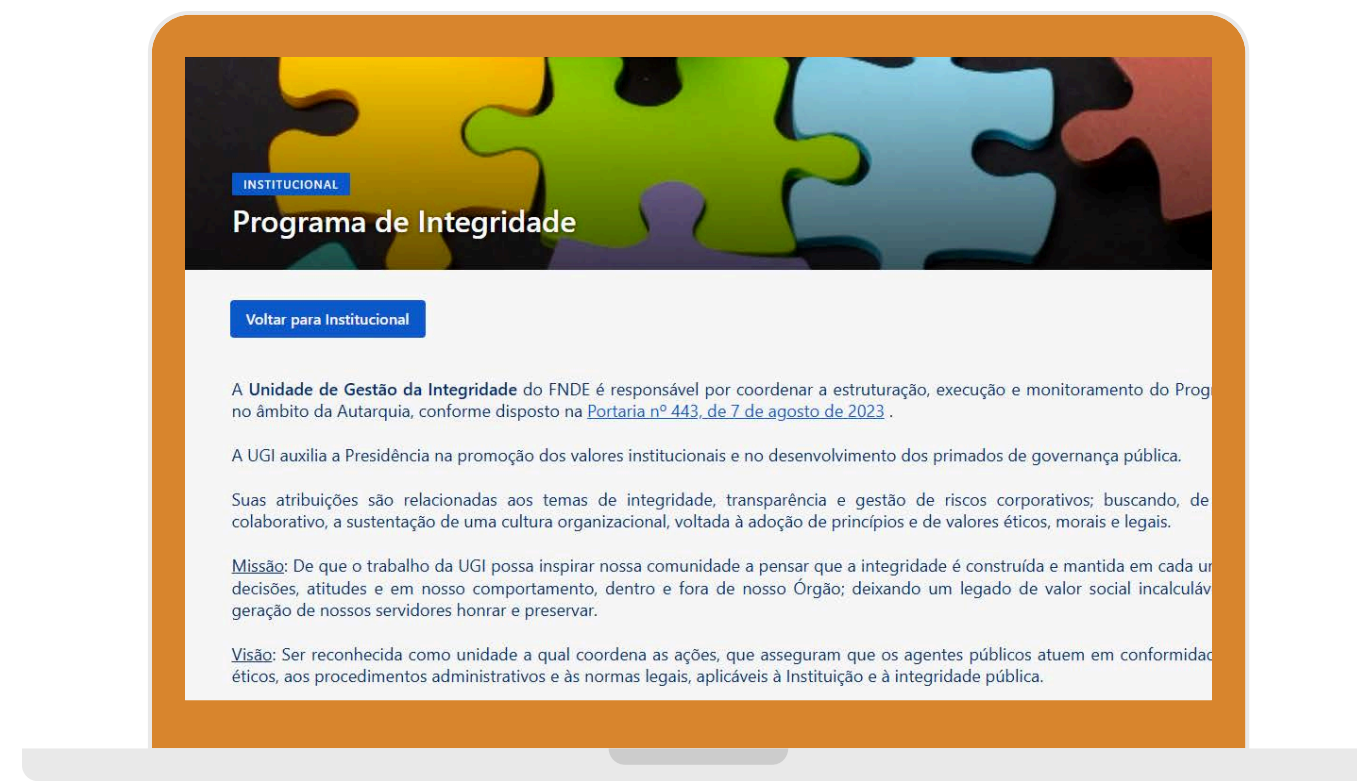 INSTITUCIONAL
Programa de Integridade
Voltar para Institucional
A Unidade de Gestão da Integridade do FNDE é responsável por coordenar a estruturação, execução e monitoramento do Prog
no âmbito da Autarquia, conforme disposto na Portaria nº 443, de 7 de agosto de 2023 .
A UGI auxilia a Presidência na promoção dos valores institucionais e no desenvolvimento dos primados de governança pública.
Suas atribuições são relacionadas aos temas de integridade, transparência e gestão de riscos corporativos; buscando, de
colaborativo, a sustentação de uma cultura organizacional, voltada à adoção de princípios e de valores éticos, morais e legais.
Missão: De que o trabalho da UGI possa inspirar nossa comunidade a pensar que a integridade é construída e mantida em cada
decisões, atitudes e em nosso comportamento, dentro e fora de nosso Órgão; deixando um legado de valor social incalculáv
geração de nossos servidores honrar e preservar.
Visão: Ser reconhecida como unidade a qual coordena as ações, que asseguram que os agentes públicos atuem em conformidad
éticos, aos procedimentos administrativos e às normas legais, aplicáveis à Instituição e à integridade pública.